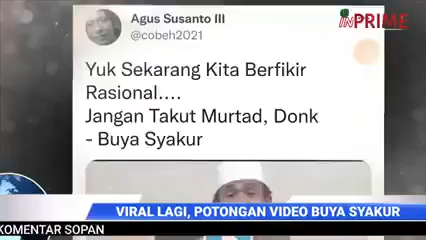 Agus Susanto III
@cobeh2021
INPRIME
Yuk Sekarang Kita Berfikir
Rasional....
Jangan Takut Murtad, Donk
- Buya Syakur
VIRAL LAGI, POTONGAN VIDEO BUYA SYAKUR
KOMENTAR SOPAN